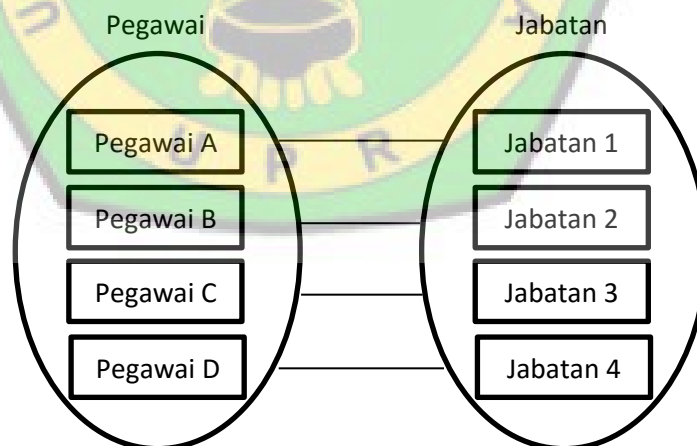 Pegawai Jabatan
Pegawai A Jabatan 1
Pegawai B Jabatan 2
Pegawai C Jabatan 3
Pegawai D Jabatan 4
U P R